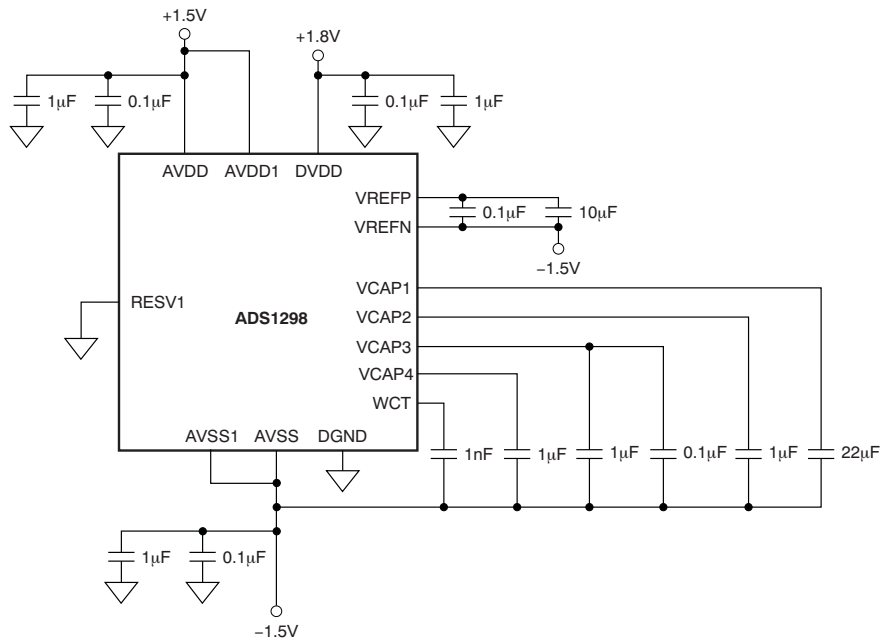 +1.5V
+1.8V
1μF
0.1μF
0.1μF
1μF
AVDD
AVDD1
DVDD
VREFP
0.1μF
10μF
VREFN
−1.5V
VCAP1
RESV1
ADS1298
VCAP2
VCAP3
VCAP4
WCT
AVSS1
AVSS
DGND
1nF
1μF
1μF
0.1μF
1μF
22μF
1μF
0.1μF
−1.5V